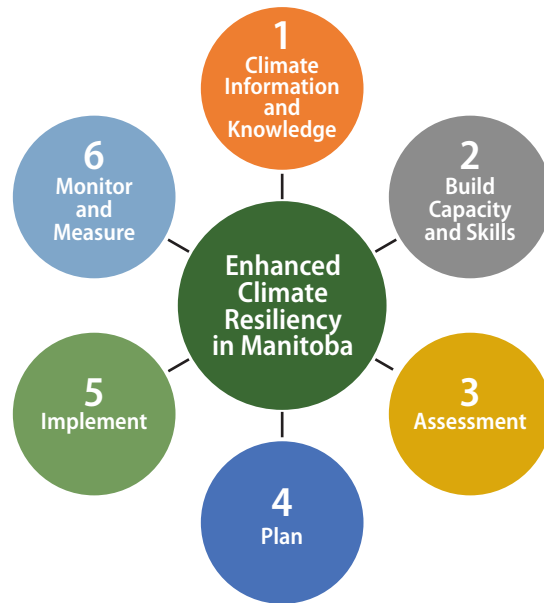 1
Climate
Information
and
Knowledge
2
Build
Capacity
and Skills
3
Assessment
4
Plan
5
Implement
6
Monitor
and
Measure
Enhanced
Climate
Resiliency
in Manitoba